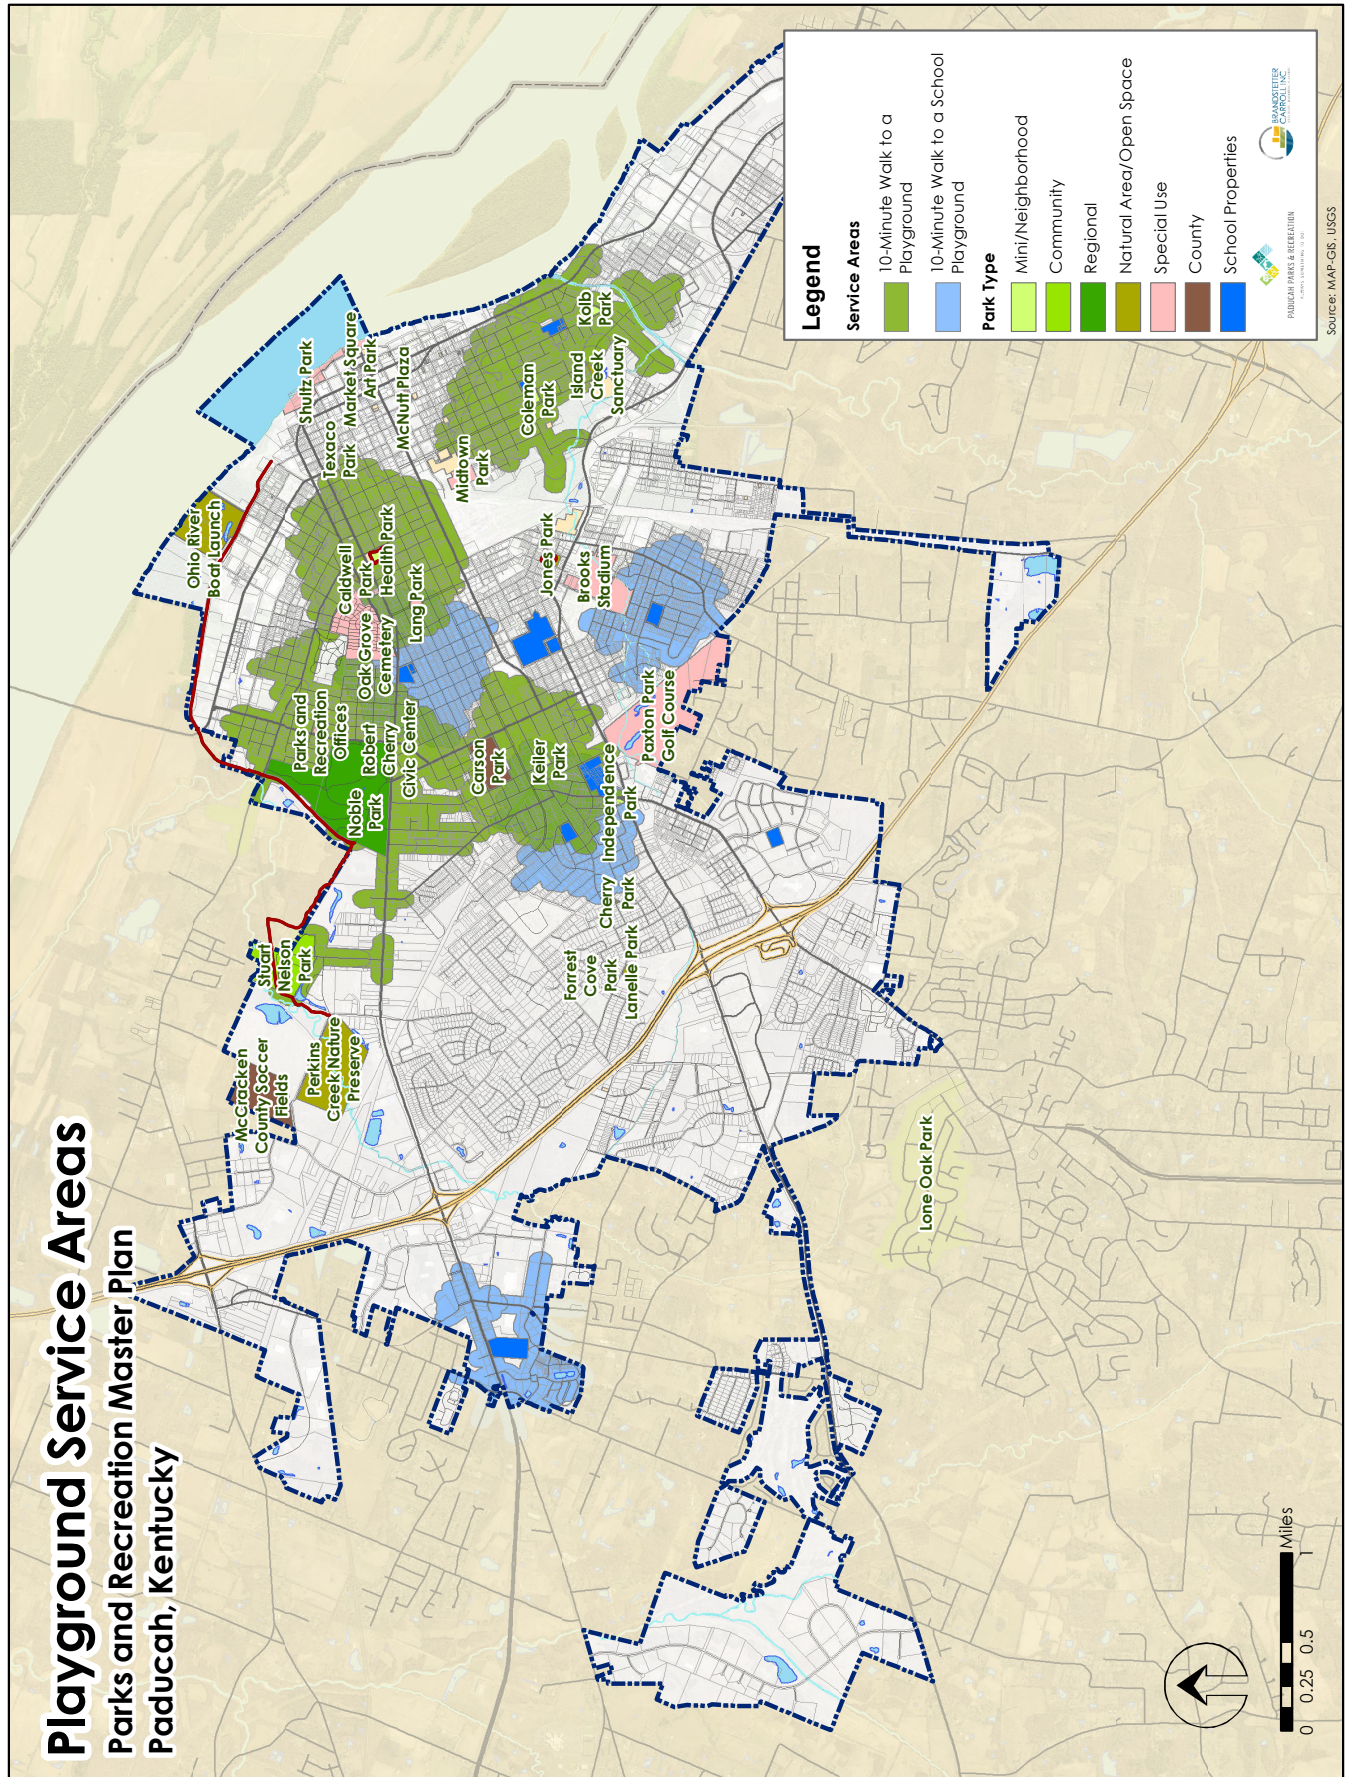 Playground Service Areas
Parks and Recreation Master Plan
Paducah, Kentucky
McCracken
County Soccer
Fields
Perkins
Creek Nature
Preserve
Stuart
Nelson
Park
Noble
Park
Parks and
Recreation
Offices
Robert
Cherry
Civic Center
Ohio River
Boat Launch
Oak Grove
Cemetery
Caldwell
Park
Health Park
Lang Park
Texaco
Park
Shultz Park
Market Square
Art Park
McNutt Plaza
Midtown
Park
Coleman
Park
Island
Creek
Sanctuary
Kolb
Park
Jones Park
Brooks
Stadium
Carson
Park
Keiler
Park
Paxton Park
Golf Course
Independence
Park
Cherry
Park
Forrest
Cove
Park
Lanelle Park
Lone Oak Park
Legend
Service Areas
10-Minute Walk to a
Playground
10-Minute Walk to a School
Playground
Park Type
Mini/Neighborhood
Community
Regional
Natural Area/Open Space
Special Use
County
School Properties
PADUCAH PARKS & RECREATION
BRANDSTETTER
CARROLL INC
Source: MAP-GIS, USGS
0 0.25 0.5 1
Miles